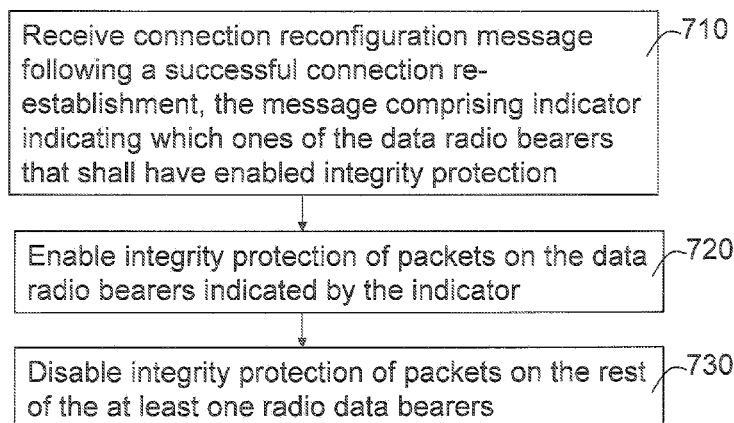 Receive connection reconfiguration message 710
following a successful connection re-
establishment, the message comprising indicator
indicating which ones of the data radio bearers
that shall have enabled integrity protection
Enable integrity protection of packets on the data 720
radio bearers indicated by the indicator
Disable integrity protection of packets on the rest 730
of the at least one radio data bearers